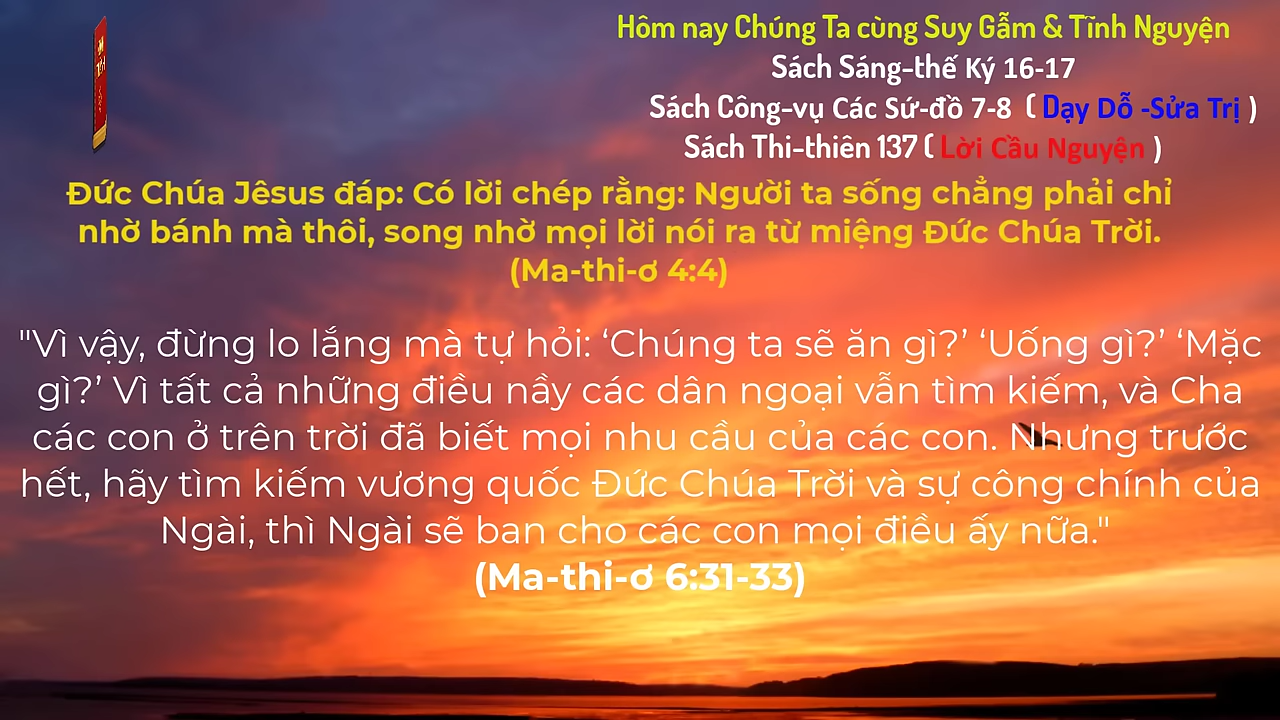 Hôm nay Chúng Ta cùng Suy Gẫm & Tĩnh Nguyện
Sách Sáng-thế Ký 16-17
Sách Công-vụ Các Sứ-đồ 7-8 ( Dạy Dỗ -Sửa Trị )
Sách Thi-thiên 137 ( Lời Cầu Nguyện )
Đức Chúa Jêsus đáp: Có lời chép rằng: Người ta sống chẳng phải chỉ
nhờ bánh mà thôi, song nhờ mọi lời nói ra từ miệng Đức Chúa Trời.
(Ma-thi-ơ 4:4)
"Vì vậy, đừng lo lắng mà tự hỏi: ‘Chúng ta sẽ ăn gì?’ ‘Uống gì?’ ‘Mặc
gì?’ Vì tất cả những điều nầy các dân ngoại vẫn tìm kiếm, và Cha
các con ở trên trời đã biết mọi nhu cầu của các con. Nhưng trước
hết, hãy tìm kiếm vương quốc Đức Chúa Trời và sự công chính của
Ngài, thì Ngài sẽ ban cho các con mọi điều ấy nữa."
(Ma-thi-ơ 6:31-33)